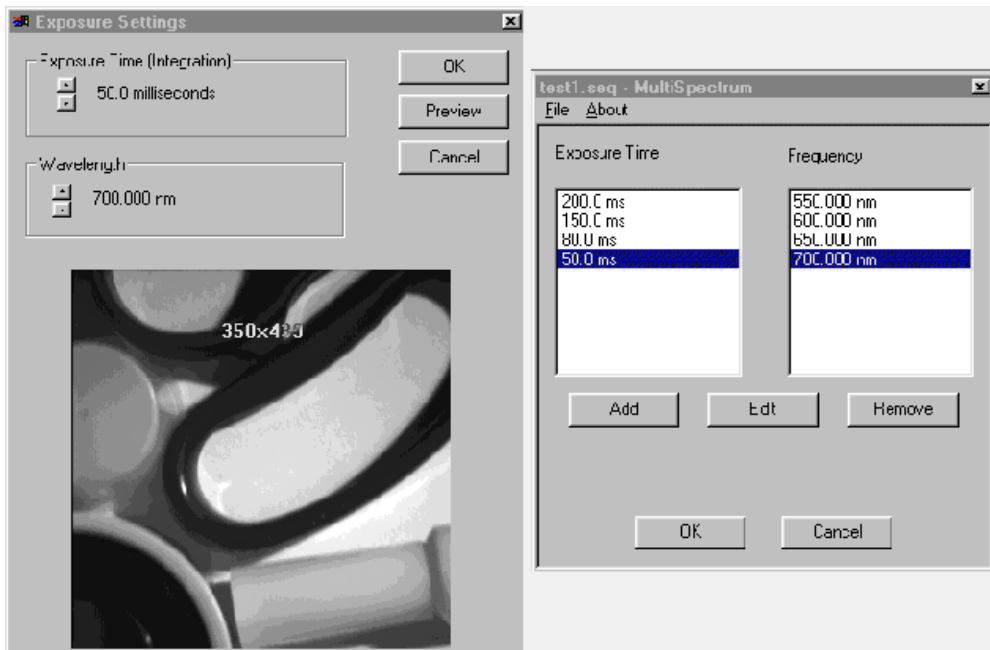 Exposure Settings
Exposure Time (Integration)
50.0 milliseconds
OK
Preview
Cancel
Wavelength
700.000 nm
test1.seq - MultiSpectrum
File About
Exposure Time
Frequency
200.0 ms
150.0 ms
80.0 ms
50.0 ms
550.000 nm
600.000 nm
650.000 nm
700.000 nm
Add
Edit
Remove
OK
Cancel